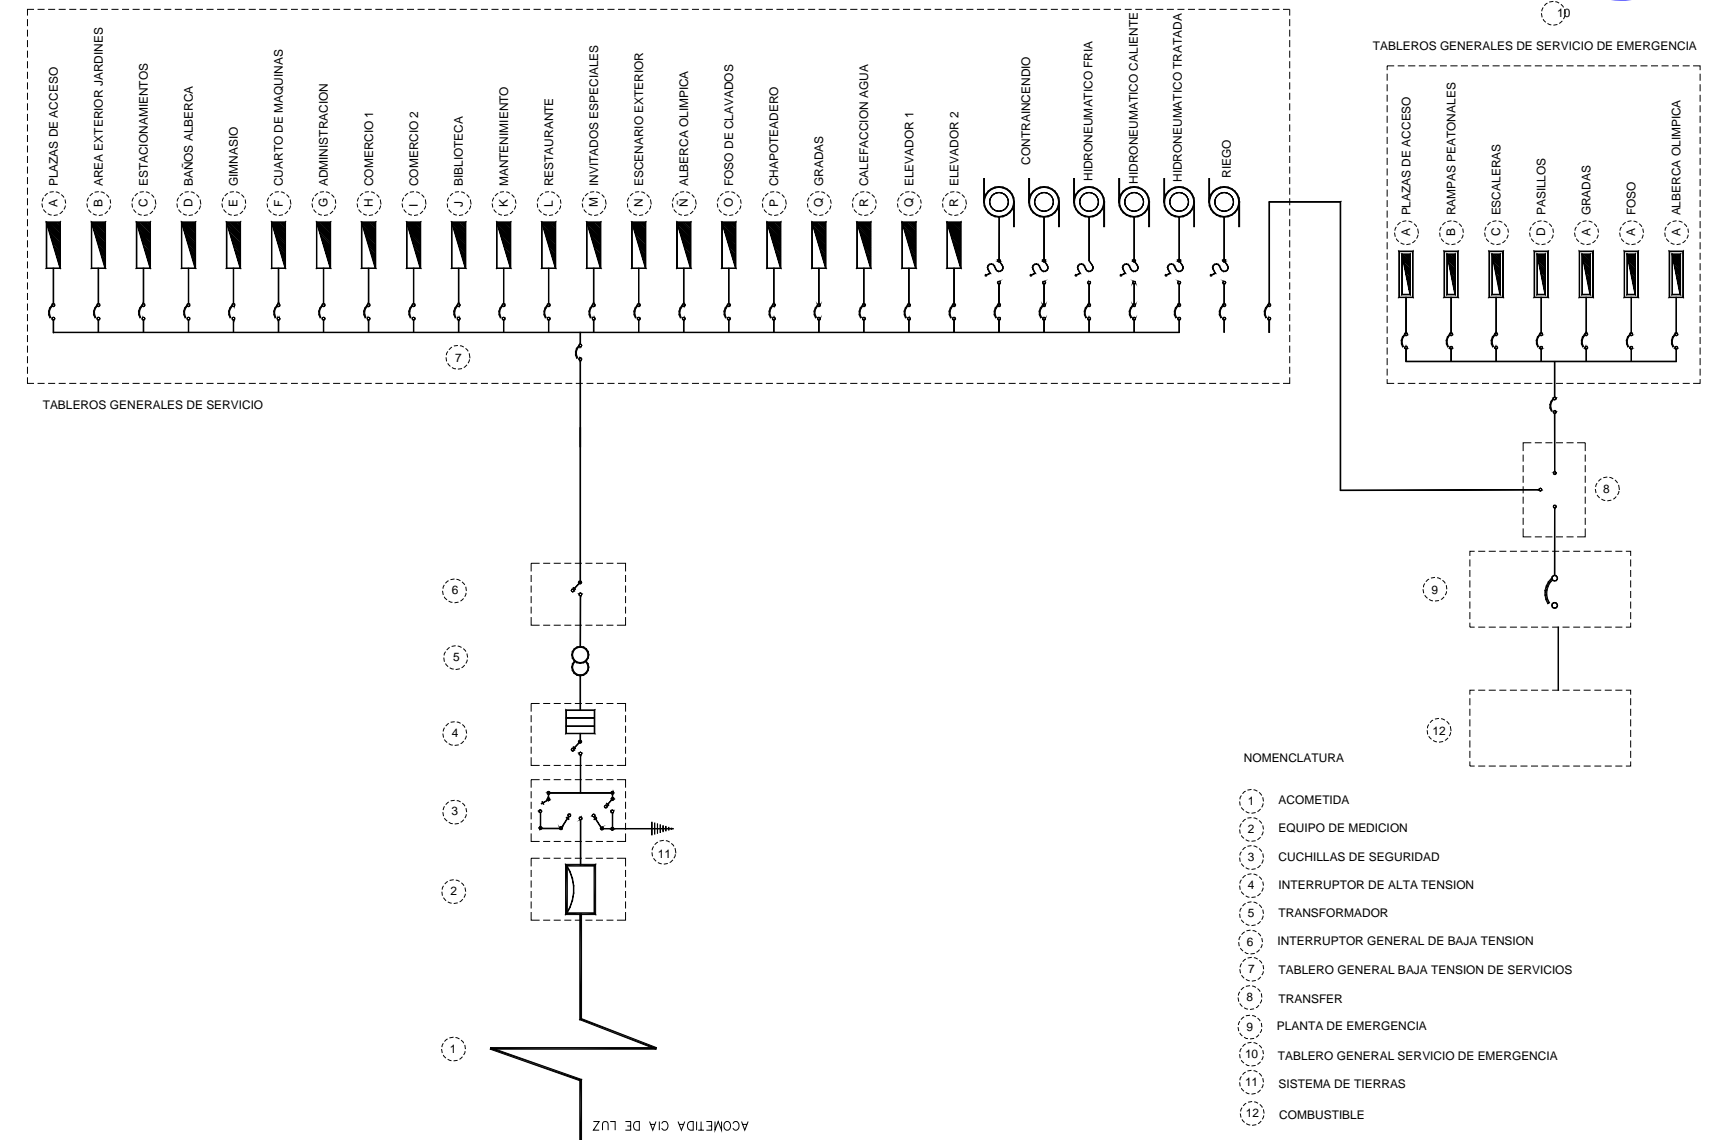 10
TABLEROS GENERALES DE SERVICIO DE EMERGENCIA
A PLAZAS DE ACCESO
B AREA EXTERIOR JARDINES
C ESTACIONAMIENTOS
D BAÑOS ALBERCA
E GIMNASIO
F CUARTO DE MAQUINAS
G ADMINISTRACION
H COMERCIO 1
I COMERCIO 2
J BIBLIOTECA
K MANTENIMIENTO
L RESTAURANTE
M INVITADOS ESPECIALES
N ESCENARIO EXTERIOR
Ñ ALBERCA OLIMPICA
O FOSO DE CLAVADOS
P CHAPOTEADERO
Q GRADAS
R CALEFACCION AGUA
Q ELEVADOR 1
R ELEVADOR 2
CONTRAINCENDIO
HIDRONEUMATICO FRIA
HIDRONEUMATICO CALIENTE
HIDRONEUMATICO TRATADA
RIEGO
A PLAZAS DE ACCESO
B RAMPAS PEATONALES
C ESCALERAS
D PASILLOS
A GRADAS
A FOSO
A ALBERCA OLIMPICA
7
TABLEROS GENERALES DE SERVICIO
8
6
9
5
4
12
3
11
2
1
ACOMETIDA CIA DE LUZ
NOMENCLATURA
1 ACOMETIDA
2 EQUIPO DE MEDICION
3 CUCHILLAS DE SEGURIDAD
4 INTERRUPTOR DE ALTA TENSION
5 TRANSFORMADOR
6 INTERRUPTOR GENERAL DE BAJA TENSION
7 TABLERO GENERAL BAJA TENSION DE SERVICIOS
8 TRANSFER
9 PLANTA DE EMERGENCIA
10 TABLERO GENERAL SERVICIO DE EMERGENCIA
11 SISTEMA DE TIERRAS
12 COMBUSTIBLE